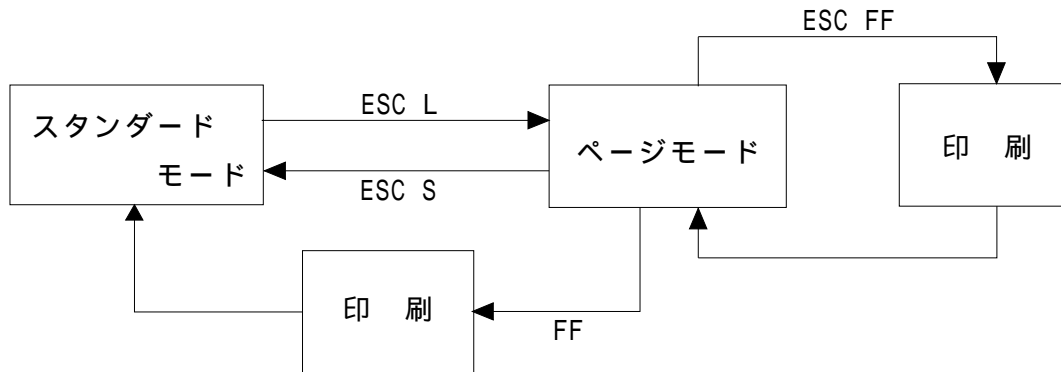 ESC FF
スタンダード
モード
ESC L
ページモード
印 刷
ESC S
印 刷
FF